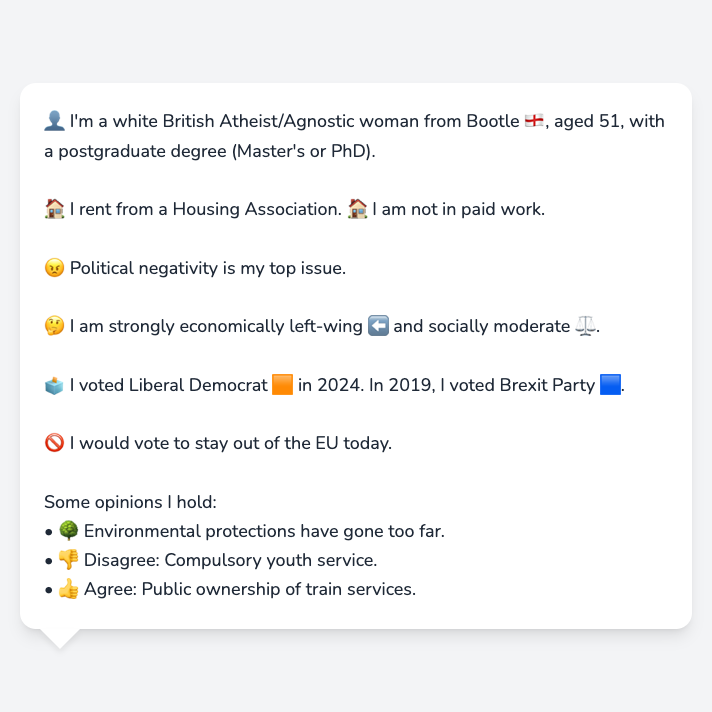 👤 I'm a white British Atheist/Agnostic woman from Bootle 🏴󠁧󠁢󠁥󠁮󠁧󠁿, aged 51, with
a postgraduate degree (Master's or PhD).
🏠 I rent from a Housing Association. 🏠 I am not in paid work.
😠 Political negativity is my top issue.
🤔 I am strongly economically left-wing ⬅️ and socially moderate ⚖️.
🗳️ I voted Liberal Democrat 🟧 in 2024. In 2019, I voted Brexit Party 🟦.
🚫 I would vote to stay out of the EU today.
Some opinions I hold:
• 🌳 Environmental protections have gone too far.
• 👎 Disagree: Compulsory youth service.
• 👍 Agree: Public ownership of train services.